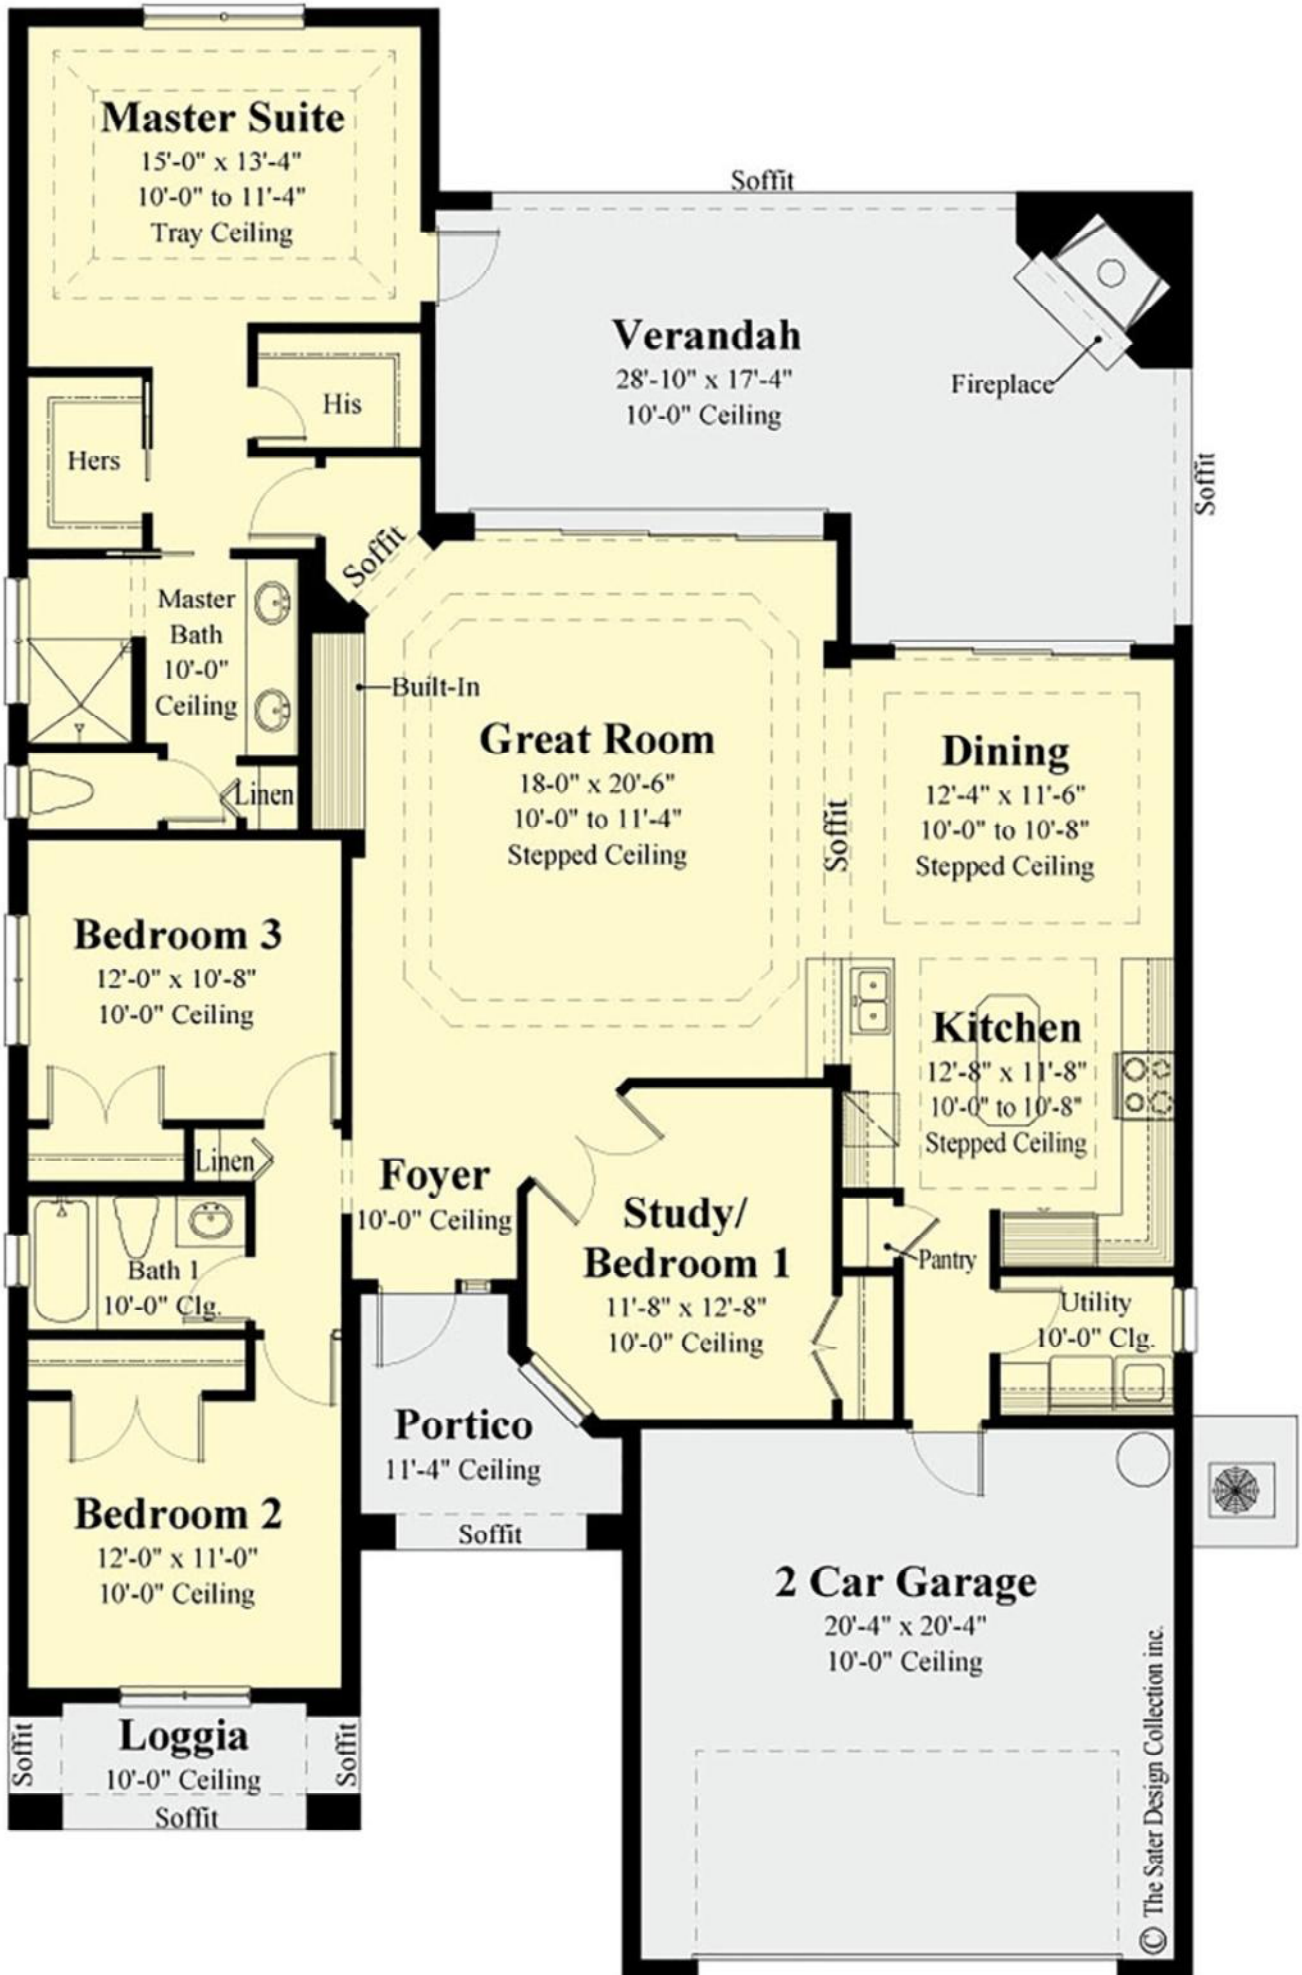 Master Suite
15'-0" x 13'-4"
10'-0" to 11'-4"
Tray Ceiling
Soffit
Verandah
28'-10" x 17'-4"
10'-0" Ceiling
Fireplace
Soffit
His
Hers
Soffit
Master
Bath
10'-0"
Ceiling
Built-In
Linen
Great Room
18-0" x 20'-6"
10'-0" to 11'-4"
Stepped Ceiling
Soffit
Dining
12'-4" x 11'-6"
10'-0" to 10'-8"
Stepped Ceiling
Bedroom 3
12'-0" x 10'-8"
10'-0" Ceiling
Kitchen
12'-8" x 11'-8"
10'-0" to 10'-8"
Stepped Ceiling
Linen
Foyer
10'-0" Ceiling
Study/
Bedroom 1
11'-8" x 12'-8"
10'-0" Ceiling
Pantry
Bath 1
10'-0" Clg.
Utility
10'-0" Clg.
Portico
11'-4" Ceiling
Soffit
Bedroom 2
12'-0" x 11'-0"
10'-0" Ceiling
2 Car Garage
20'-4" x 20'-4"
10'-0" Ceiling
Soffit
Loggia
10'-0" Ceiling
Soffit
Soffit
© The Sater Design Collection inc.